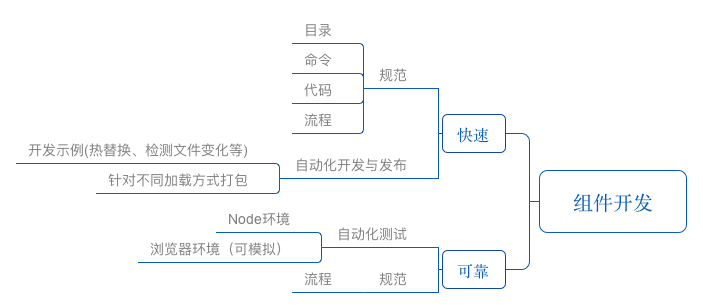 目录
命令
规范
代码
流程
快速
开发示例(热替换、检测文件变化等)
自动化开发与发布
针对不同加载方式打包
组件开发
Node环境
自动化测试
浏览器环境（可模拟）
可靠
流程
规范